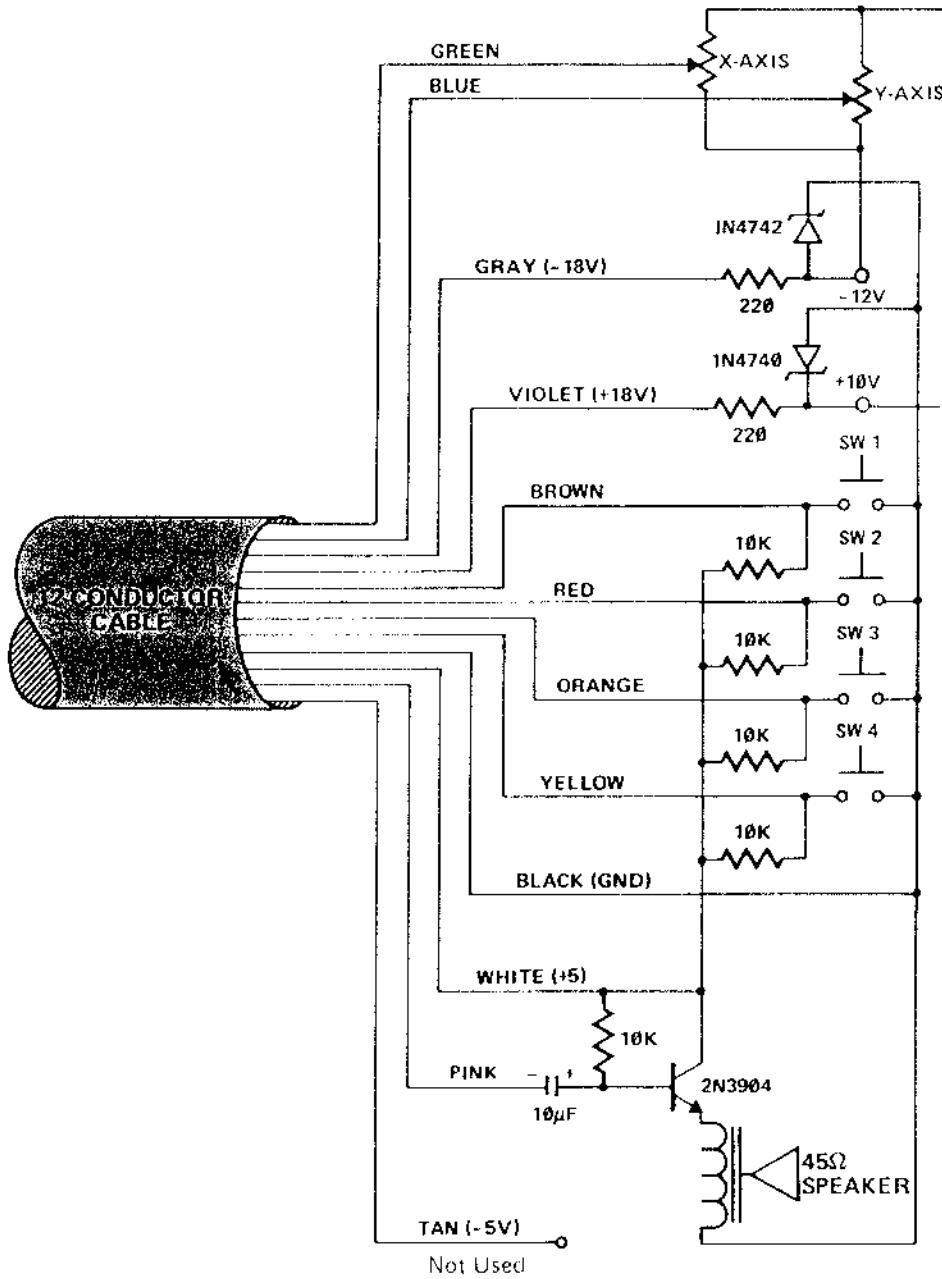 GREEN
X-AXIS
BLUE
Y-AXIS
1N4742
GRAY (-18V)
220
-12V
1N4740
+10V
VIOLET (+18V)
220
SW 1
BROWN
10K
SW 2
12 CONDUCTOR
CABLE
RED
10K
SW 3
ORANGE
10K
SW 4
YELLOW
10K
BLACK (GND)
WHITE (+5)
10K
PINK
- +
10µF
2N3904
45Ω
SPEAKER
TAN (-5V)
Not Used